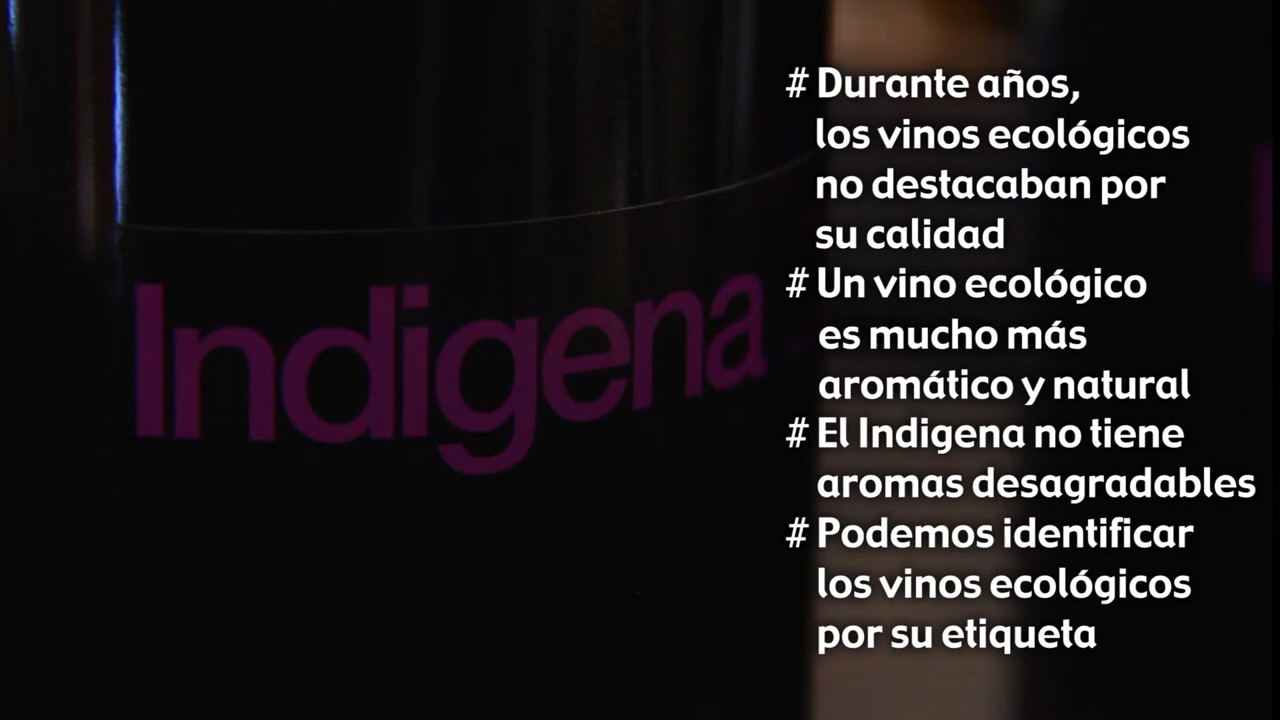 Indigena
# Durante años,
los vinos ecológicos
no destacaban por
su calidad
# Un vino ecológico
es mucho más
aromático y natural
# El Indigena no tiene
aromas desagradables
# Podemos identificar
los vinos ecológicos
por su etiqueta